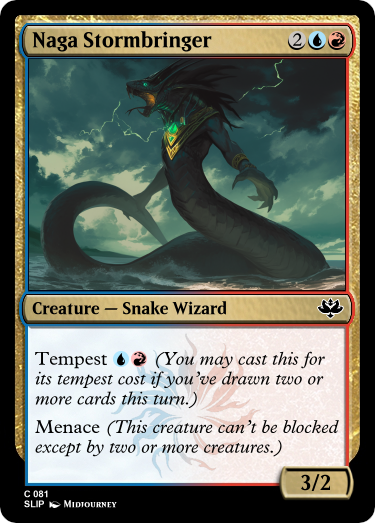 Naga Stormbringer 2
Creature — Snake Wizard
Tempest (You may cast this for
its tempest cost if you've drawn two or
more cards this turn.)
Menace (This creature can't be blocked
except by two or more creatures.)
3/2
C 081
SLIP Midjourney